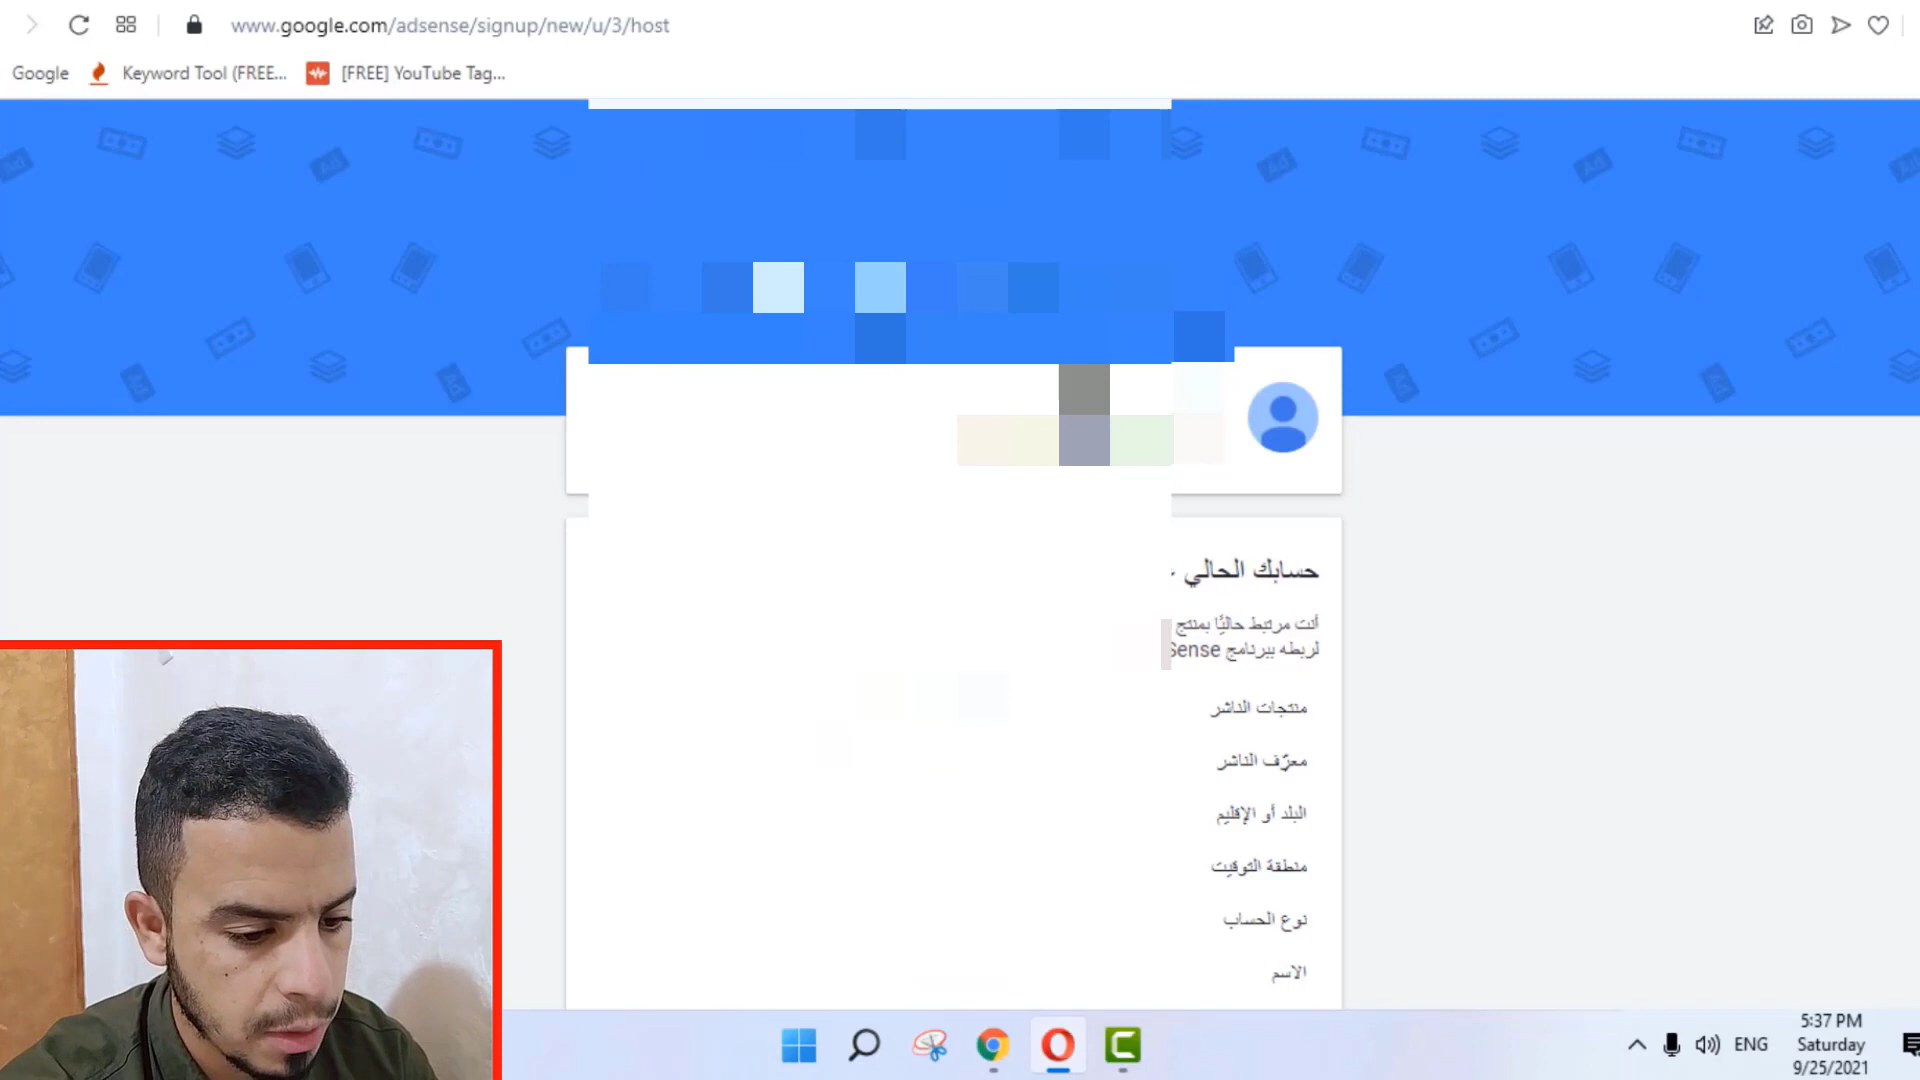 www.google.com/adsense/signup/new/u/3/host
Google
Keyword Tool (FREE...
[FREE] YouTube Tag...
حسابك الحالي
أنت مرتبط حاليًا بمنتج
لربطه ببرنامج Sense
منتجات الناشر
معرّف الناشر
البلد أو الإقليم
منطقة التوقيت
نوع الحساب
الاسم
ENG
5:37 PM
Saturday
9/25/2021